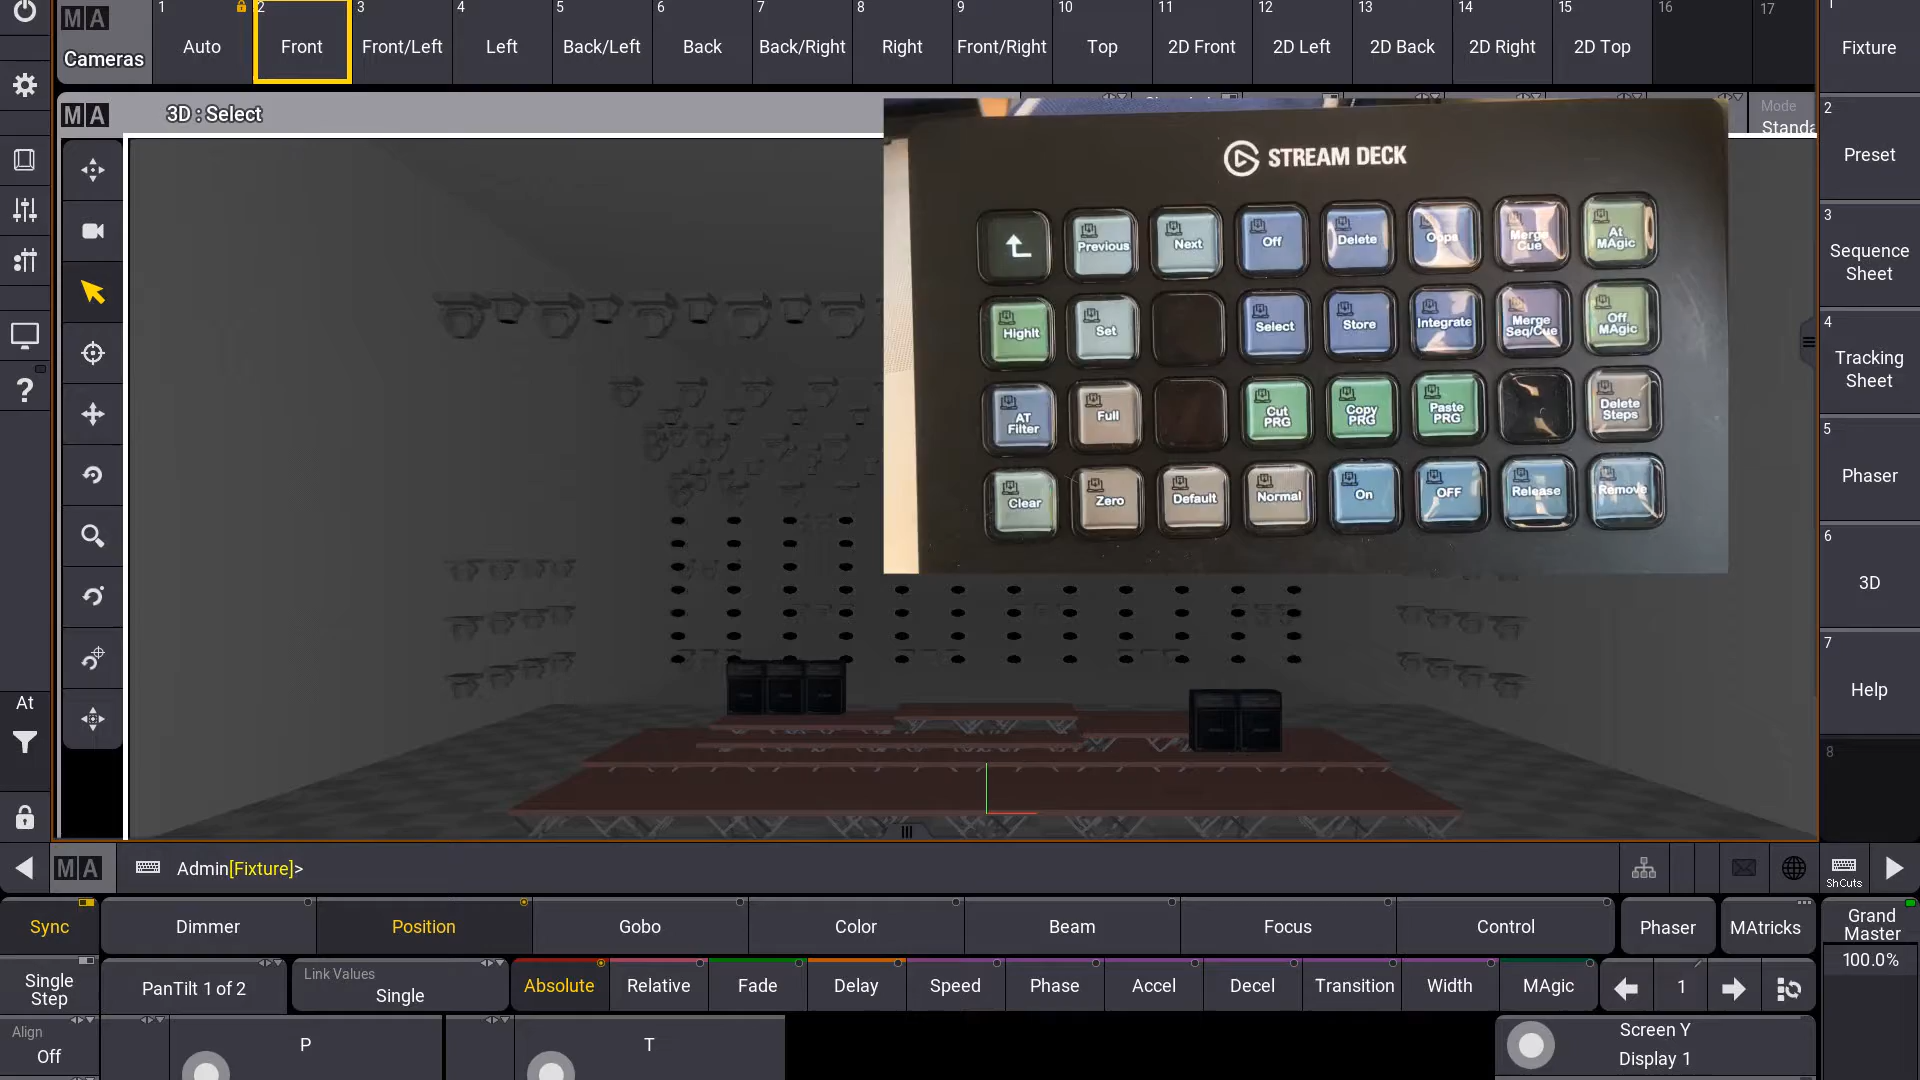 MA
Cameras
1
Auto
2
Front
3
Front/Left
4
Left
5
Back/Left
6
Back
7
Back/Right
8
Right
9
Front/Right
10
Top
11
2D Front
12
2D Left
13
2D Back
14
2D Right
15
2D Top
16
17
1
Fixture
2
Preset
3
Sequence
Sheet
4
Tracking
Sheet
5
Phaser
6
3D
7
Help
8
MA
3D : Select
Mode
Standa
STREAM DECK
Previous
Next
Off
Delete
Oops
Merge
Cue
At
MAgic
Highlt
Set
Select
Store
Integrate
Merge
Seq/Cue
Off
MAgic
AT
Filter
Full
Cut
PRG
Copy
PRG
Paste
PRG
Delete
Steps
Clear
Zero
Default
Normal
On
OFF
Release
Remove
?
At
MA
Admin[Fixture]>
ShCuts
Sync
Dimmer
Position
Gobo
Color
Beam
Focus
Control
Phaser
MAtricks
Grand
Master
100.0%
Single
Step
PanTilt 1 of 2
Link Values
Single
Absolute
Relative
Fade
Delay
Speed
Phase
Accel
Decel
Transition
Width
MAgic
1
Align
Off
P
T
Screen Y
Display 1